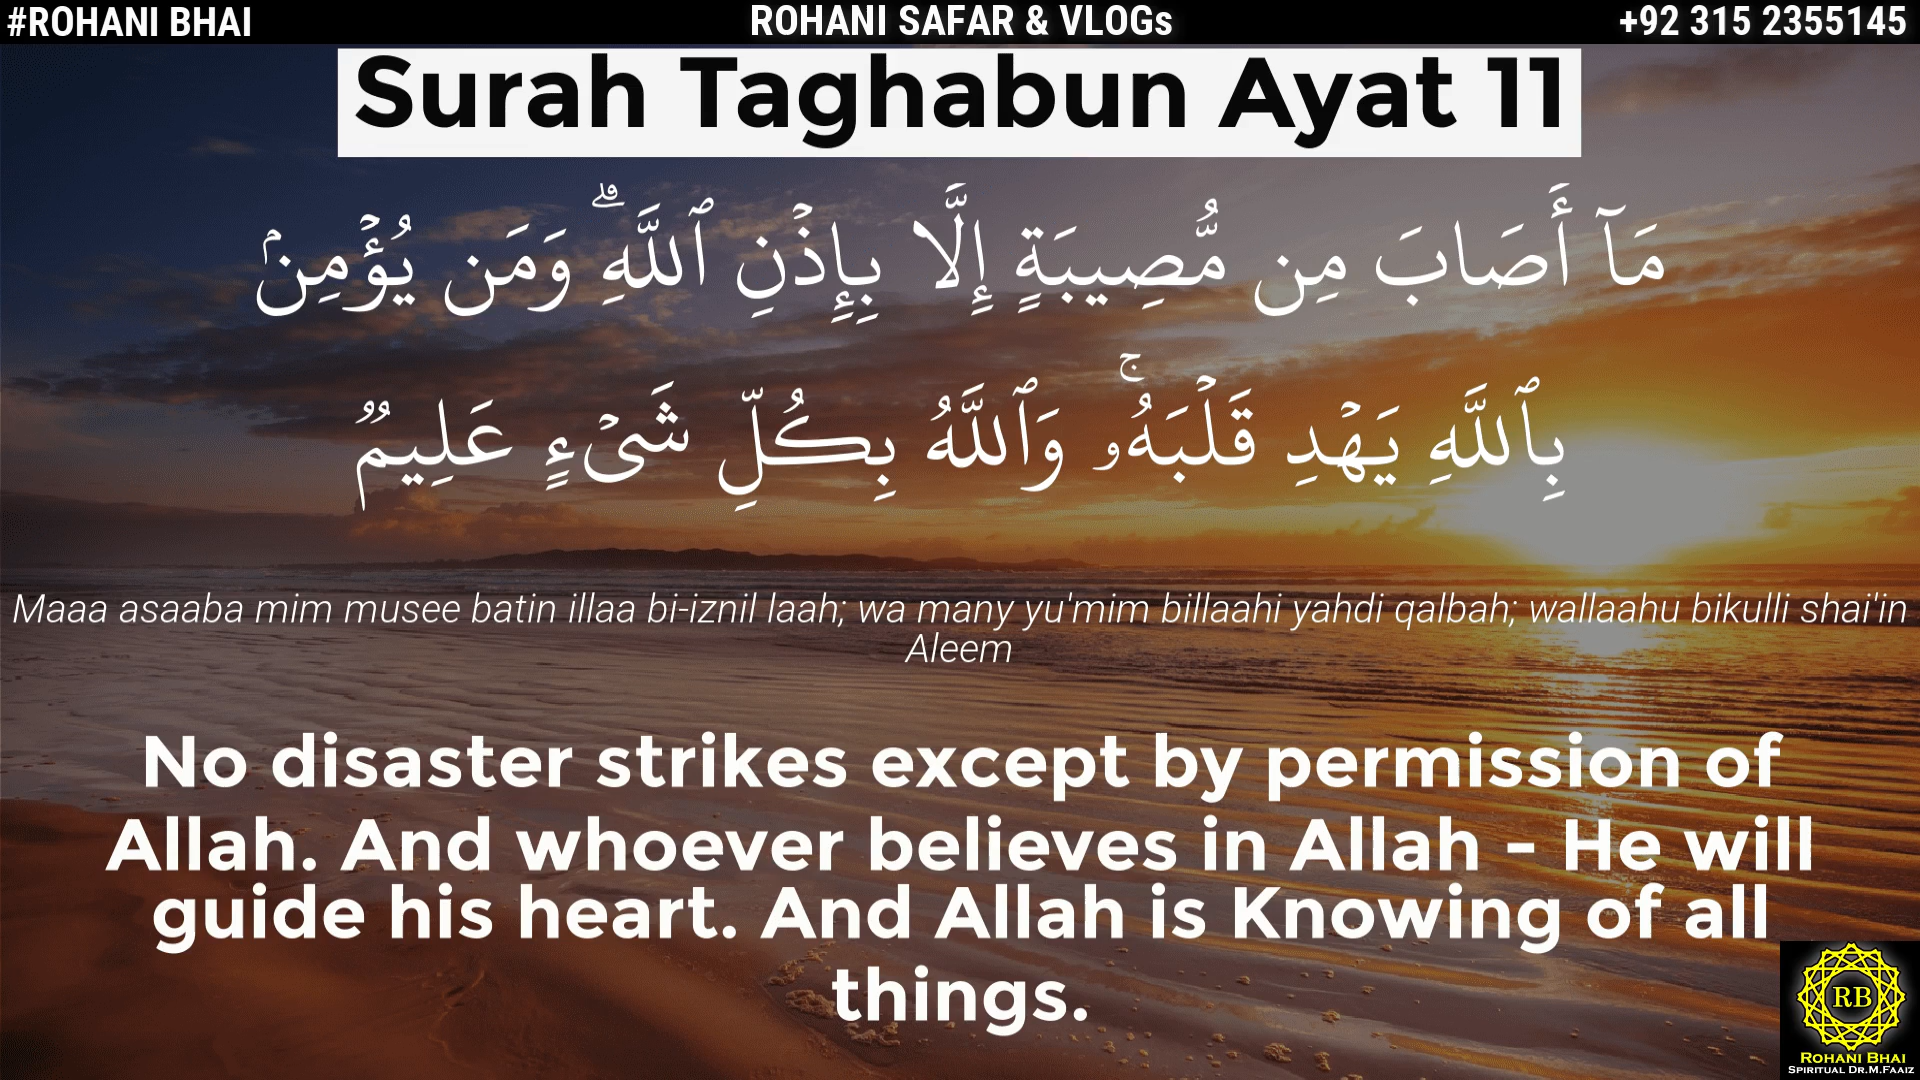 #ROHANI BHAI
ROHANI SAFAR & VLOGs
+92 315 2355145
Surah Taghabun Ayat 11
مَآ أَصَابَ مِن مُّصِيبَةٍ إِلَّا بِإِذْنِ ٱللَّهِ ۗ وَمَن يُؤْمِنۢ
بِٱللَّهِ يَهْدِ قَلْبَهُۥ ۚ وَٱللَّهُ بِكُلِّ شَىْءٍ عَلِيمٌ
Maaa asaaba mim musee batin illaa bi-iznil laah; wa many yu'mim billaahi yahdi qalbah; wallaahu bikulli shai'in
Aleem
No disaster strikes except by permission of
Allah. And whoever believes in Allah - He will
guide his heart. And Allah is Knowing of all
things.
RB
ROHANI BHAI
SPIRITUAL DR.M.FAAIZ